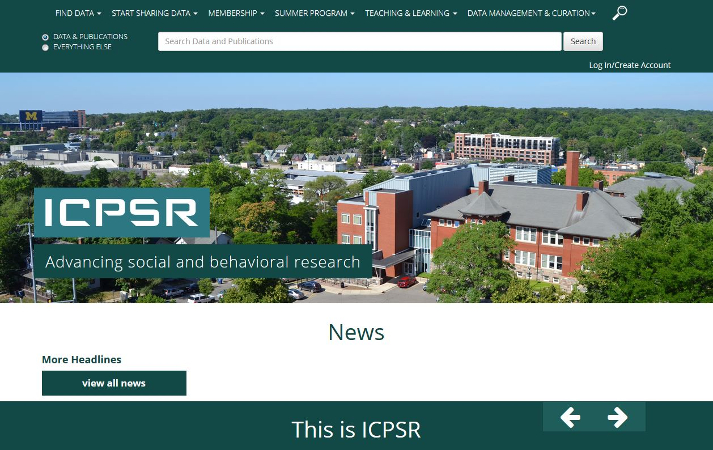 FIND DATA START SHARING DATA MEMBERSHIP SUMMER PROGRAM TEACHING & LEARNING DATA MANAGEMENT & CURATION
DATA & PUBLICATIONS
EVERYTHING ELSE
Search Data and Publications
Search
Log In/Create Account
M
ICPSR
Advancing social and behavioral research
News
More Headlines
view all news
This is ICPSR